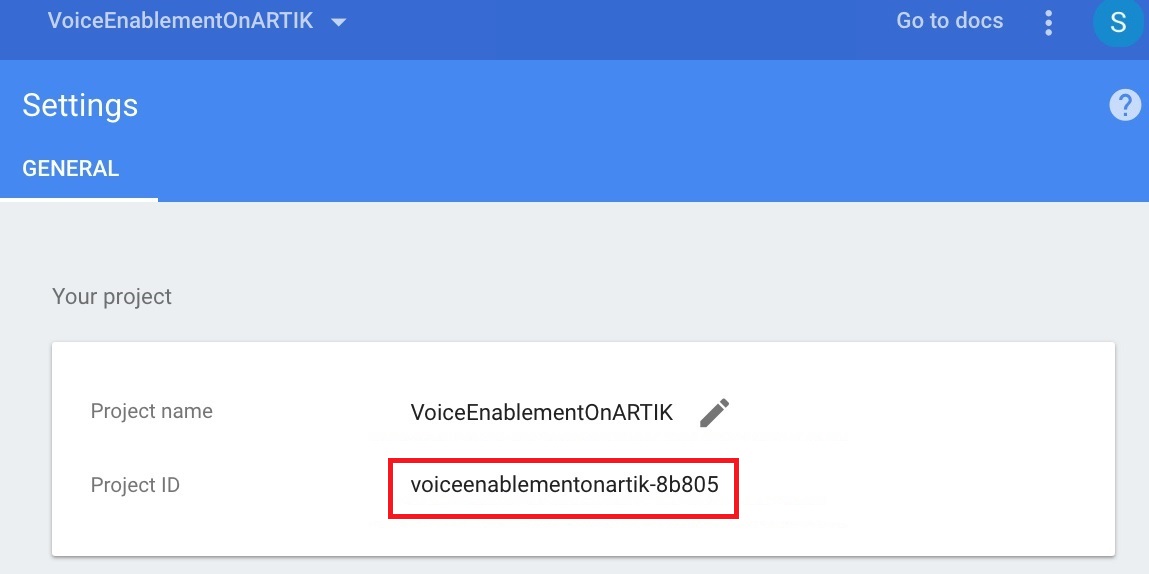 VoiceEnablementOnARTIK Go to docs S
Settings ?
GENERAL
Your project
Project name VoiceEnablementOnARTIK
Project ID voiceenablementonartik-8b805